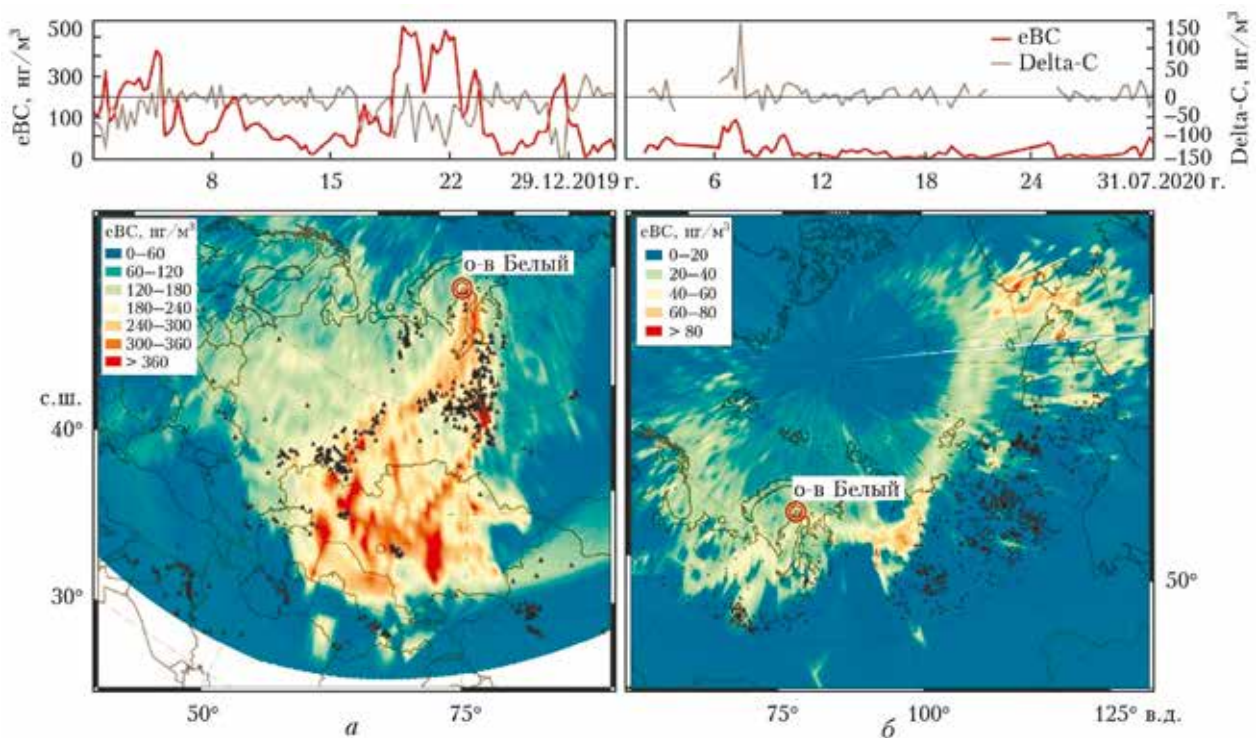 eBC, нг/м³
500
300
200
100
0
8
15
22
29.12.2019 г.
eBC
Delta-C
150
100
50
0
−50
−100
−150
Delta-C, нг/м³
6
12
18
24
31.07.2020 г.
eBC, нг/м³
0−60
60−120
120−180
180−240
240−300
300−360
> 360
о-в Белый
с.ш.
40°
30°
50°
75°
а
eBC, нг/м³
0−20
20−40
40−60
60−80
> 80
о-в Белый
50°
75°
100°
125° в.д.
б